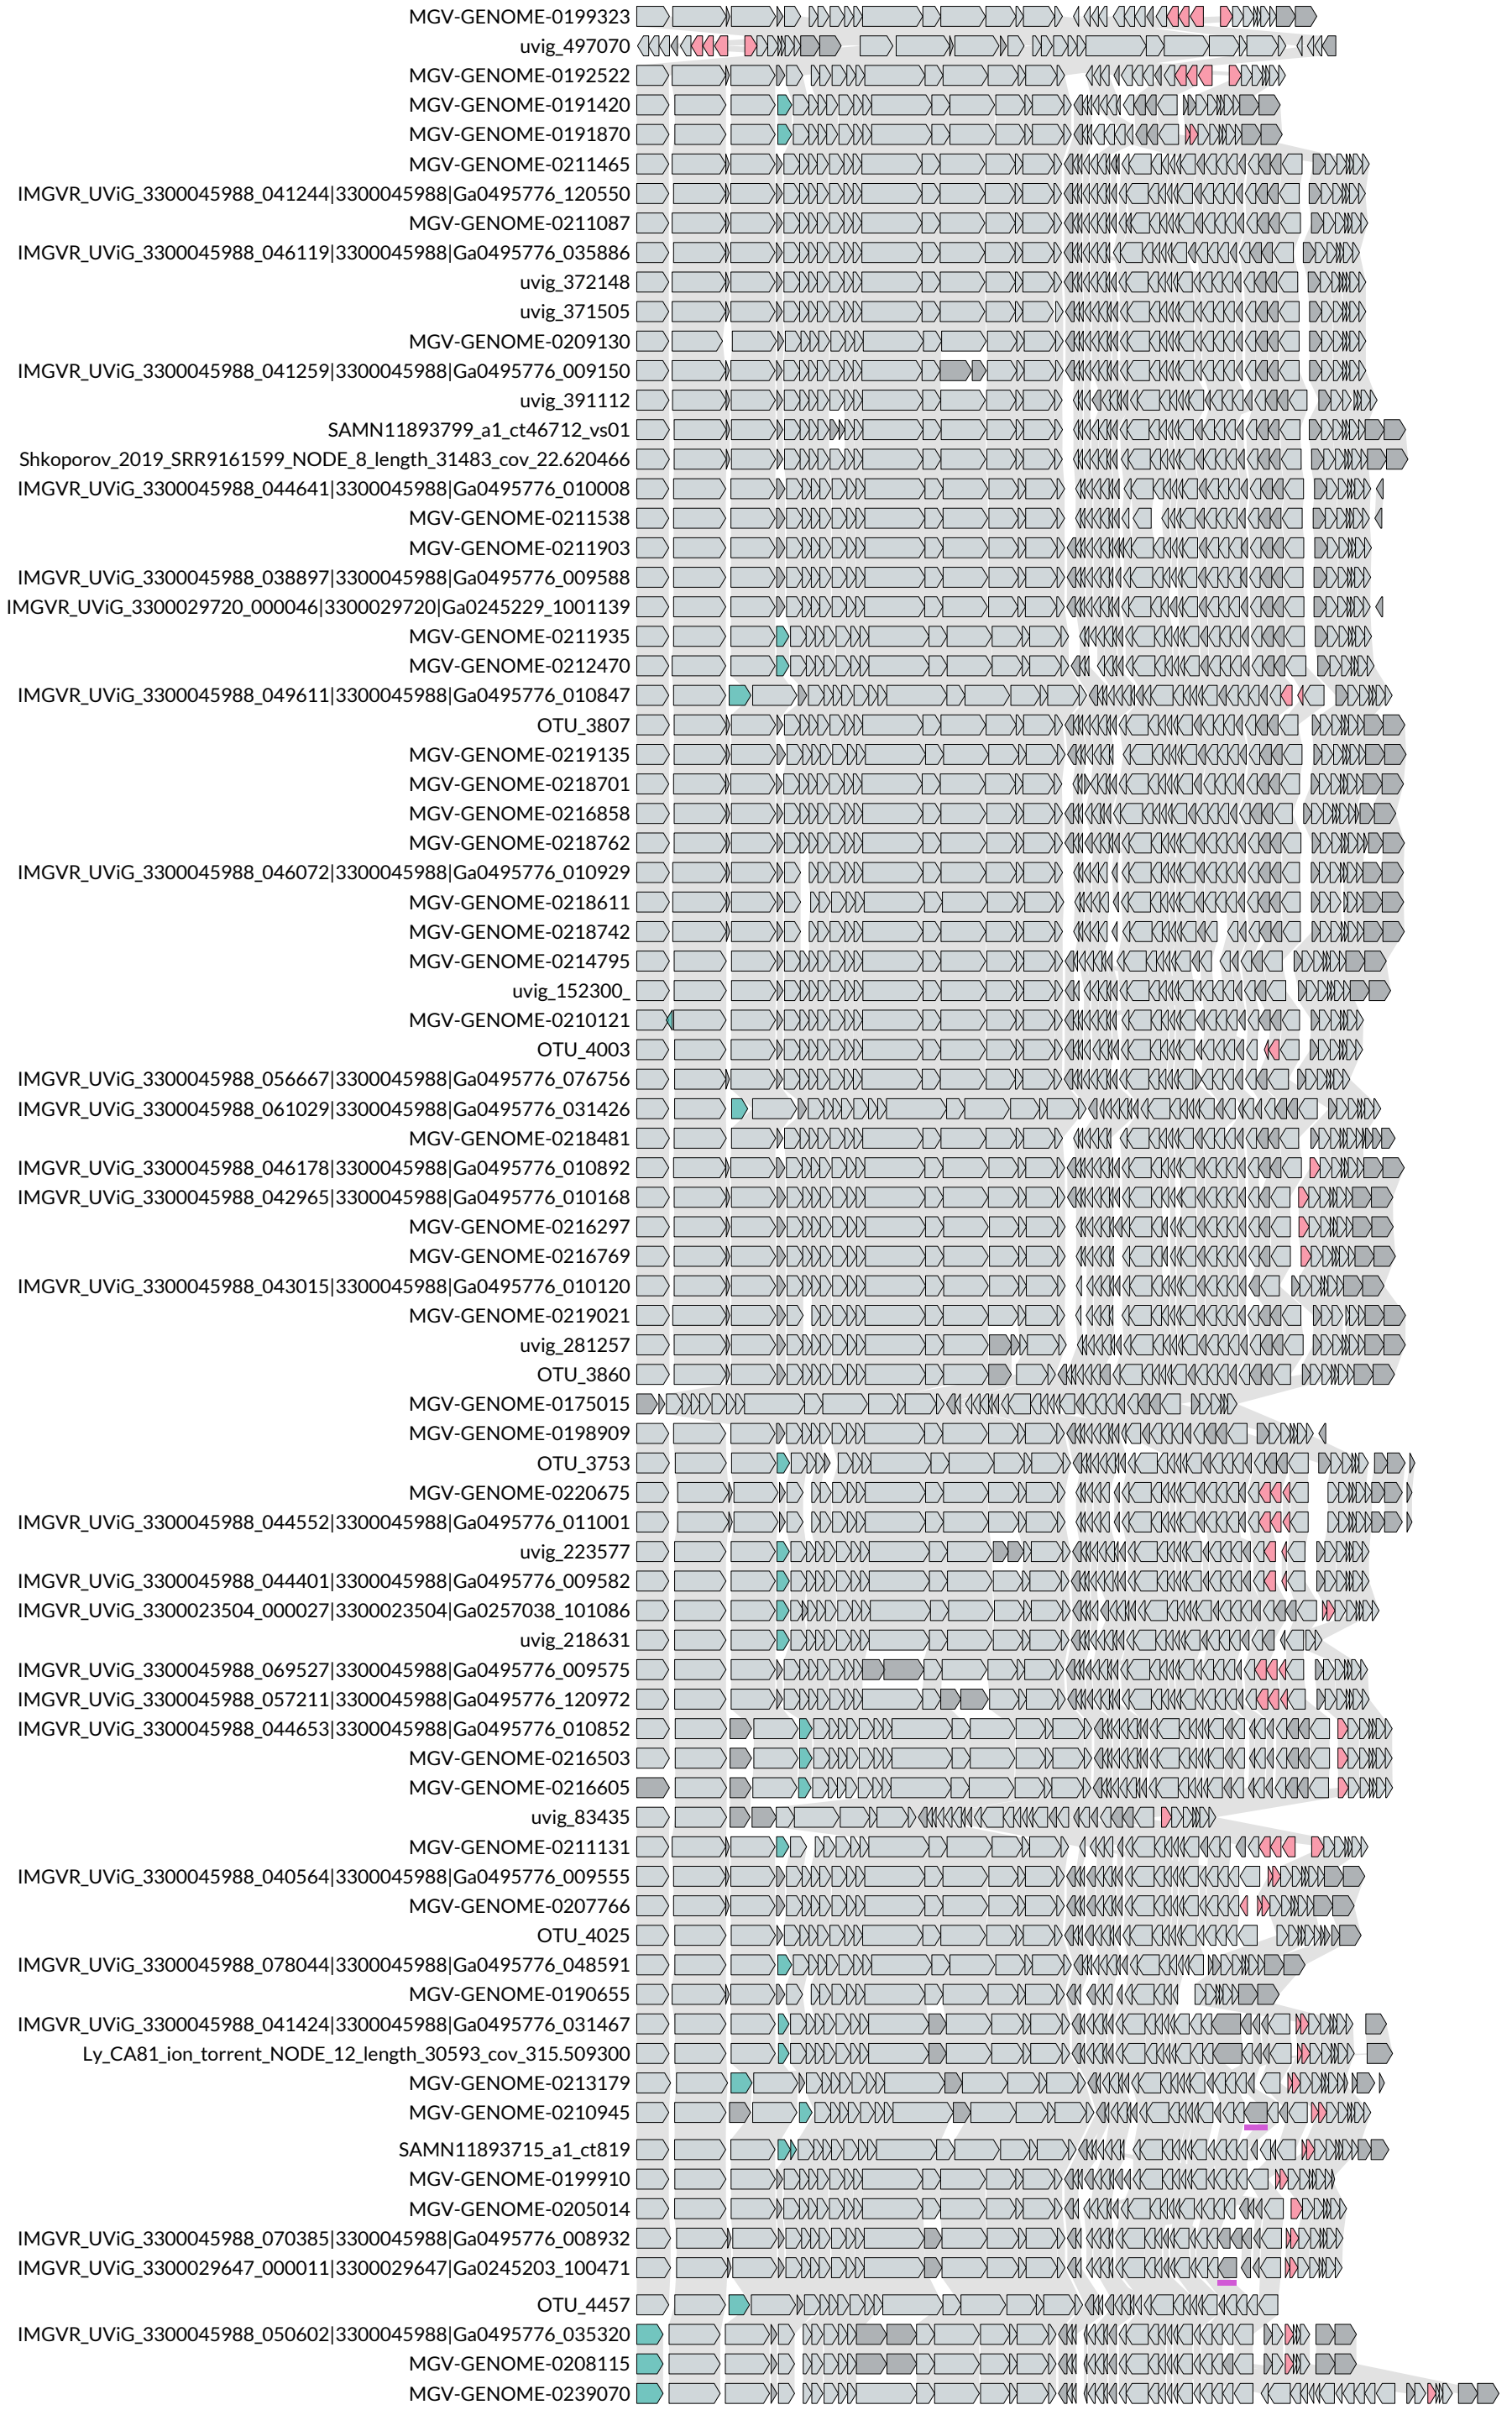 MGV-GENOME-0199323
uvig_497070
MGV-GENOME-0192522
MGV-GENOME-0191420
MGV-GENOME-0191870
MGV-GENOME-0211465
IMGVR_UViG_3300045988_041244|3300045988|Ga0495776_120550
MGV-GENOME-0211087
IMGVR_UViG_3300045988_046119|3300045988|Ga0495776_035886
uvig_372148
uvig_371505
MGV-GENOME-0209130
IMGVR_UViG_3300045988_041259|3300045988|Ga0495776_009150
uvig_391112
SAMN11893799_a1_ct46712_vs01
Shkoporov_2019_SRR9161599_NODE_8_length_31483_cov_22.620466
IMGVR_UViG_3300045988_044641|3300045988|Ga0495776_010008
MGV-GENOME-0211538
MGV-GENOME-0211903
IMGVR_UViG_3300045988_038897|3300045988|Ga0495776_009588
IMGVR_UViG_3300029720_000046|3300029720|Ga0245229_1001139
MGV-GENOME-0211935
MGV-GENOME-0212470
IMGVR_UViG_3300045988_049611|3300045988|Ga0495776_010847
OTU_3807
MGV-GENOME-0219135
MGV-GENOME-0218701
MGV-GENOME-0216858
MGV-GENOME-0218762
IMGVR_UViG_3300045988_046072|3300045988|Ga0495776_010929
MGV-GENOME-0218611
MGV-GENOME-0218742
MGV-GENOME-0214795
uvig_152300_
MGV-GENOME-0210121
OTU_4003
IMGVR_UViG_3300045988_056667|3300045988|Ga0495776_076756
IMGVR_UViG_3300045988_061029|3300045988|Ga0495776_031426
MGV-GENOME-0218481
IMGVR_UViG_3300045988_046178|3300045988|Ga0495776_010892
IMGVR_UViG_3300045988_042965|3300045988|Ga0495776_010168
MGV-GENOME-0216297
MGV-GENOME-0216769
IMGVR_UViG_3300045988_043015|3300045988|Ga0495776_010120
MGV-GENOME-0219021
uvig_281257
OTU_3860
MGV-GENOME-0175015
MGV-GENOME-0198909
OTU_3753
MGV-GENOME-0220675
IMGVR_UViG_3300045988_044552|3300045988|Ga0495776_011001
uvig_223577
IMGVR_UViG_3300045988_044401|3300045988|Ga0495776_009582
IMGVR_UViG_3300023504_000027|3300023504|Ga0257038_101086
uvig_218631
IMGVR_UViG_3300045988_069527|3300045988|Ga0495776_009575
IMGVR_UViG_3300045988_057211|3300045988|Ga0495776_120972
IMGVR_UViG_3300045988_044653|3300045988|Ga0495776_010852
MGV-GENOME-0216503
MGV-GENOME-0216605
uvig_83435
MGV-GENOME-0211131
IMGVR_UViG_3300045988_040564|3300045988|Ga0495776_009555
MGV-GENOME-0207766
OTU_4025
IMGVR_UViG_3300045988_078044|3300045988|Ga0495776_048591
MGV-GENOME-0190655
IMGVR_UViG_3300045988_041424|3300045988|Ga0495776_031467
Ly_CA81_ion_torrent_NODE_12_length_30593_cov_315.509300
MGV-GENOME-0213179
MGV-GENOME-0210945
SAMN11893715_a1_ct819
MGV-GENOME-0199910
MGV-GENOME-0205014
IMGVR_UViG_3300045988_070385|3300045988|Ga0495776_008932
IMGVR_UViG_3300029647_000011|3300029647|Ga0245203_100471
OTU_4457
IMGVR_UViG_3300045988_050602|3300045988|Ga0495776_035320
MGV-GENOME-0208115
MGV-GENOME-0239070